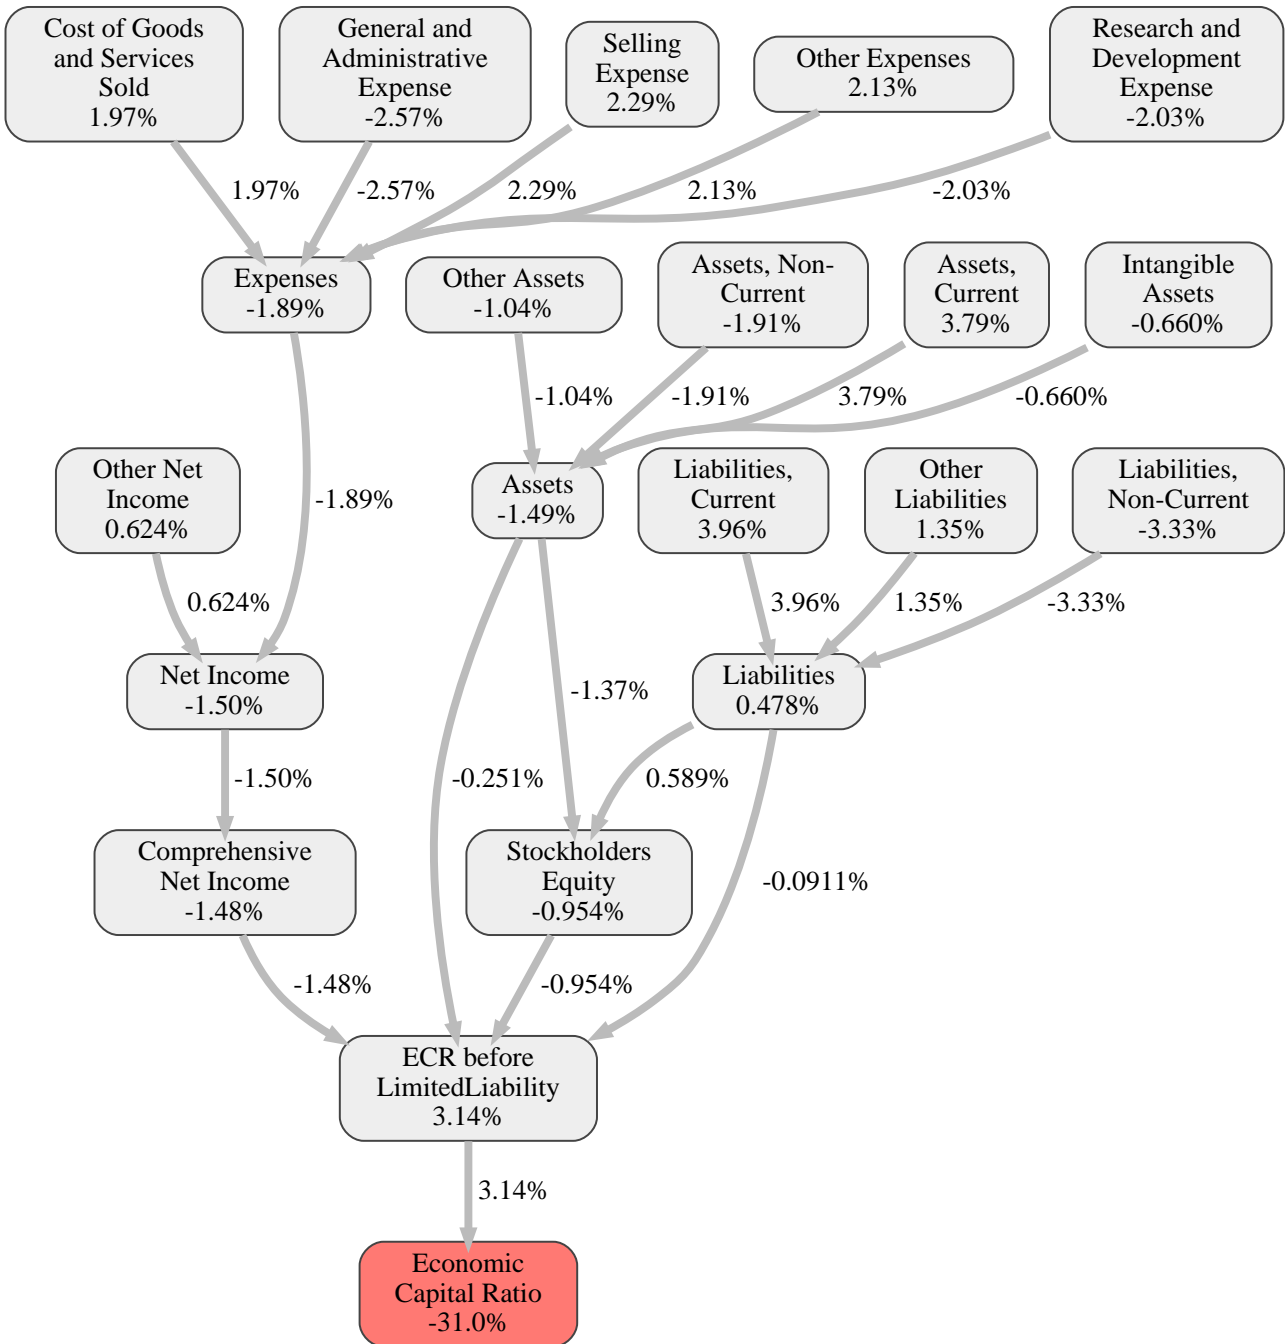 Cost of Goods
and Services
Sold
1.97%
General and
Administrative
Expense
-2.57%
Selling
Expense
2.29%
Other Expenses
2.13%
Research and
Development
Expense
-2.03%
1.97%
-2.57%
2.29%
2.13%
-2.03%
Expenses
-1.89%
Other Assets
-1.04%
Assets, Non-
Current
-1.91%
Assets,
Current
3.79%
Intangible
Assets
-0.660%
-1.04%
-1.91%
3.79%
-0.660%
Other Net
Income
0.624%
-1.89%
Assets
-1.49%
Liabilities,
Current
3.96%
Other
Liabilities
1.35%
Liabilities,
Non-Current
-3.33%
0.624%
3.96%
1.35%
-3.33%
Net Income
-1.50%
-1.37%
Liabilities
0.478%
-1.50%
-0.251%
0.589%
Comprehensive
Net Income
-1.48%
Stockholders
Equity
-0.954%
-0.0911%
-1.48%
-0.954%
ECR before
LimitedLiability
3.14%
3.14%
Economic
Capital Ratio
-31.0%